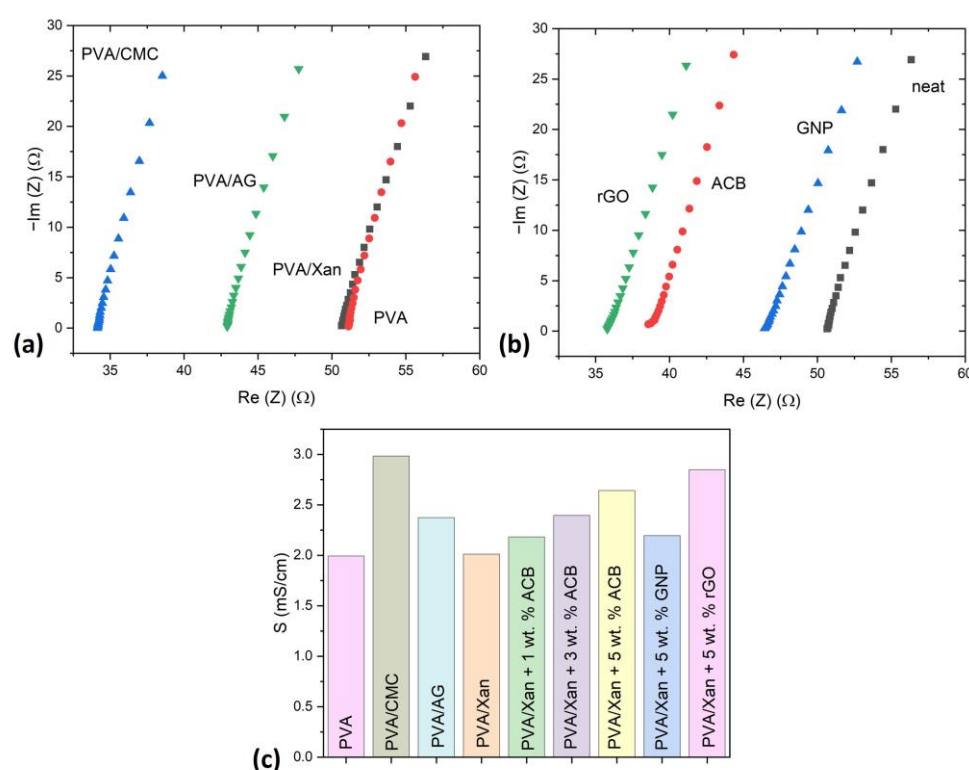 30
25
20
15
10
5
0
−Im (Z) (Ω)
PVA/CMC
PVA/AG
PVA/Xan
PVA
35 40 45 50 55 60
Re (Z) (Ω)
(a)
30
25
20
15
10
5
0
−Im (Z) (Ω)
neat
GNP
ACB
rGO
35 40 45 50 55 60
Re (Z) (Ω)
(b)
3.0
2.5
2.0
1.5
1.0
0.5
0.0
S (mS/cm)
PVA
PVA/CMC
PVA/AG
PVA/Xan
PVA/Xan + 1 wt. % ACB
PVA/Xan + 3 wt. % ACB
PVA/Xan + 5 wt. % ACB
PVA/Xan + 5 wt. % GNP
PVA/Xan + 5 wt. % rGO
(c)